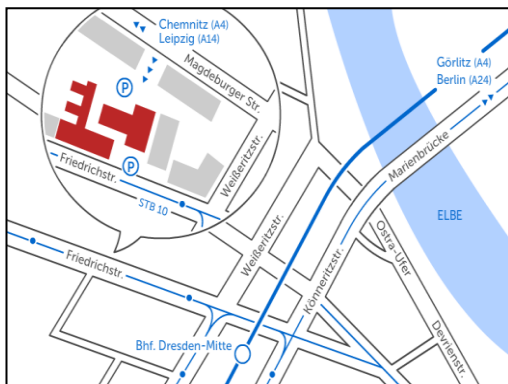 Chemnitz (A4)
Leipzig (A14)
Magdeburger Str.
Görlitz (A4)
Berlin (A24)
P
Marienbrücke
P
Friedrichstr.
Weißeritzstr.
STB 10
ELBE
Weißeritzstr.
Ostra-Ufer
Friedrichstr.
Könneritzstr.
Devrienstr.
Bhf. Dresden-Mitte